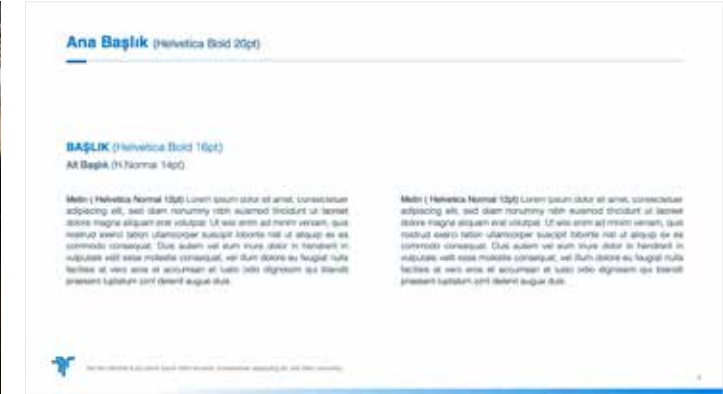 Ana Başlık (Helvetica Bold 20pt)
BAŞLIK (Helvetica Bold 16pt)
Alt Başlık (H.Normal 14pt)
Metin ( Helvetica Normal 12pt) Lorem ipsum dolor sit amet, consectetuer
adipiscing elit, sed diam nonummy nibh euismod tincidunt ut laoreet
dolore magna aliquam erat volutpat. Ut wisi enim ad minim veniam, quis
nostrud exerci tation ullamcorper suscipit lobortis nisl ut aliquip ex ea
commodo consequat. Duis autem vel eum iriure dolor in hendrerit in
vulputate velit esse molestie consequat, vel illum dolore eu feugiat nulla
facilisis at vero eros et accumsan et iusto odio dignissim qui blandit
praesent luptatum zzril delenit augue duis.
Metin ( Helvetica Normal 12pt) Lorem ipsum dolor sit amet, consectetuer
adipiscing elit, sed diam nonummy nibh euismod tincidunt ut laoreet
dolore magna aliquam erat volutpat. Ut wisi enim ad minim veniam, quis
nostrud exerci tation ullamcorper suscipit lobortis nisl ut aliquip ex ea
commodo consequat. Duis autem vel eum iriure dolor in hendrerit in
vulputate velit esse molestie consequat, vel illum dolore eu feugiat nulla
facilisis at vero eros et accumsan et iusto odio dignissim qui blandit
praesent luptatum zzril delenit augue duis.